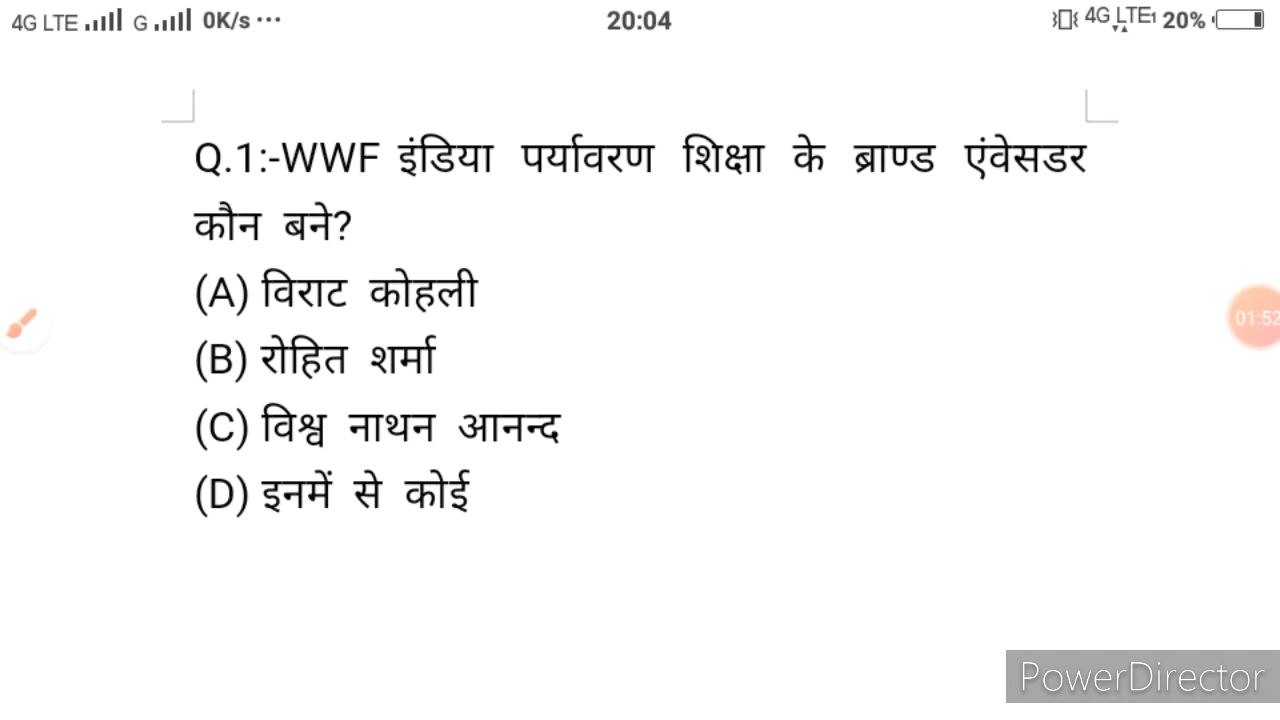 4G LTE G 0K/s ··· 20:04 4G LTE1 20%
Q.1:-WWF इंडिया पर्यावरण शिक्षा के ब्राण्ड एंवेसडर
कौन बने?
(A) विराट कोहली
(B) रोहित शर्मा
01:52
(C) विश्व नाथन आनन्द
(D) इनमें से कोई
PowerDirector